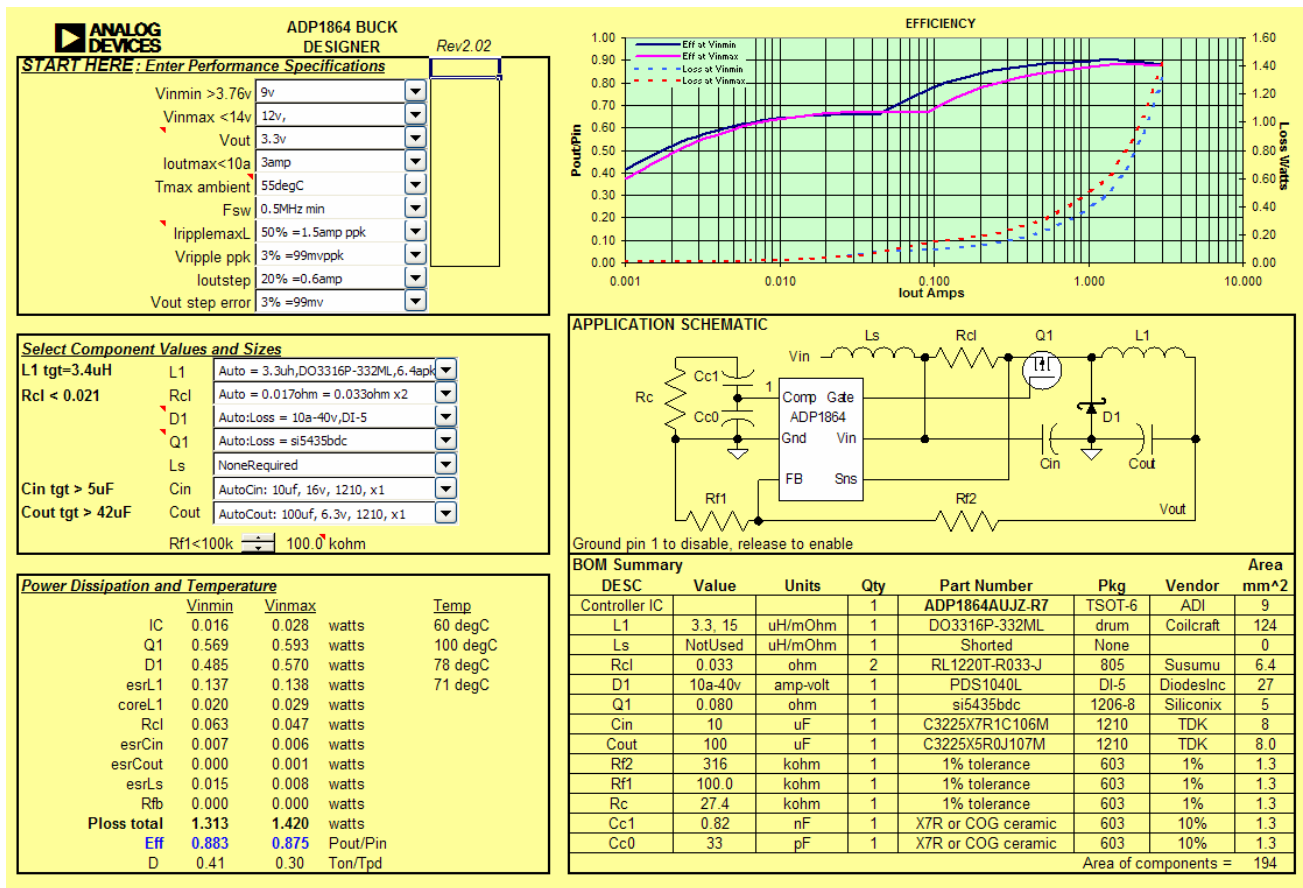 ANALOG
DEVICES
ADP1864 BUCK
DESIGNER Rev2.02
START HERE: Enter Performance Specifications
Vinmin >3.76v 9v
Vinmax <14v 12v,
Vout 3.3v
Ioutmax<10a 3amp
Tmax ambient 55degC
Fsw 0.5MHz min
IripplemaxL 50% =1.5amp ppk
Vripple ppk 3% =99mvppk
Ioutstep 20% =0.6amp
Vout step error 3% =99mv
EFFICIENCY
Eff at Vinmin
Eff at Vinmax
Loss at Vinmin
Loss at Vinmax
Pout/Pin
1.00
0.90
0.80
0.70
0.60
0.50
0.40
0.30
0.20
0.10
0.00
1.60
1.40
1.20
1.00
0.80
0.60
0.40
0.20
0.00
Loss Watts
0.001 0.010 0.100 1.000 10.000
Iout Amps
Select Component Values and Sizes
L1 tgt=3.4uH L1 Auto = 3.3uh,DO3316P-332ML,6.4apk
Rcl < 0.021 Rcl Auto = 0.017ohm = 0.033ohm x2
D1 Auto:Loss = 10a-40v,DI-5
Q1 Auto:Loss = si5435bdc
Ls NoneRequired
Cin tgt > 5uF Cin AutoCin: 10uf, 16v, 1210, x1
Cout tgt > 42uF Cout AutoCout: 100uf, 6.3v, 1210, x1
Rf1<100k 100.0 kohm
APPLICATION SCHEMATIC
Vin Ls Rcl Q1 L1
Cc1
1
Rc
Cc0
Comp Gate
ADP1864
Gnd Vin
FB Sns
D1
Cin Cout
Rf1 Rf2 Vout
Ground pin 1 to disable, release to enable
Power Dissipation and Temperature
Vinmin Vinmax Temp
IC 0.016 0.028 watts 60 degC
Q1 0.569 0.593 watts 100 degC
D1 0.485 0.570 watts 78 degC
esrL1 0.137 0.138 watts 71 degC
coreL1 0.020 0.029 watts
Rcl 0.063 0.047 watts
esrCin 0.007 0.006 watts
esrCout 0.000 0.001 watts
esrLs 0.015 0.008 watts
Rfb 0.000 0.000 watts
Ploss total 1.313 1.420 watts
Eff 0.883 0.875 Pout/Pin
D 0.41 0.30 Ton/Tpd
BOM Summary Area
DESC Value Units Qty Part Number Pkg Vendor mm^2
Controller IC 1 ADP1864AUJZ-R7 TSOT-6 ADI 9
L1 3.3, 15 uH/mOhm 1 DO3316P-332ML drum Coilcraft 124
Ls NotUsed uH/mOhm 1 Shorted None 0
Rcl 0.033 ohm 2 RL1220T-R033-J 805 Susumu 6.4
D1 10a-40v amp-volt 1 PDS1040L DI-5 DiodesInc 27
Q1 0.080 ohm 1 si5435bdc 1206-8 Siliconix 5
Cin 10 uF 1 C3225X7R1C106M 1210 TDK 8
Cout 100 uF 1 C3225X5R0J107M 1210 TDK 8.0
Rf2 316 kohm 1 1% tolerance 603 1% 1.3
Rf1 100.0 kohm 1 1% tolerance 603 1% 1.3
Rc 27.4 kohm 1 1% tolerance 603 1% 1.3
Cc1 0.82 nF 1 X7R or COG ceramic 603 10% 1.3
Cc0 33 pF 1 X7R or COG ceramic 603 10% 1.3
Area of components = 194